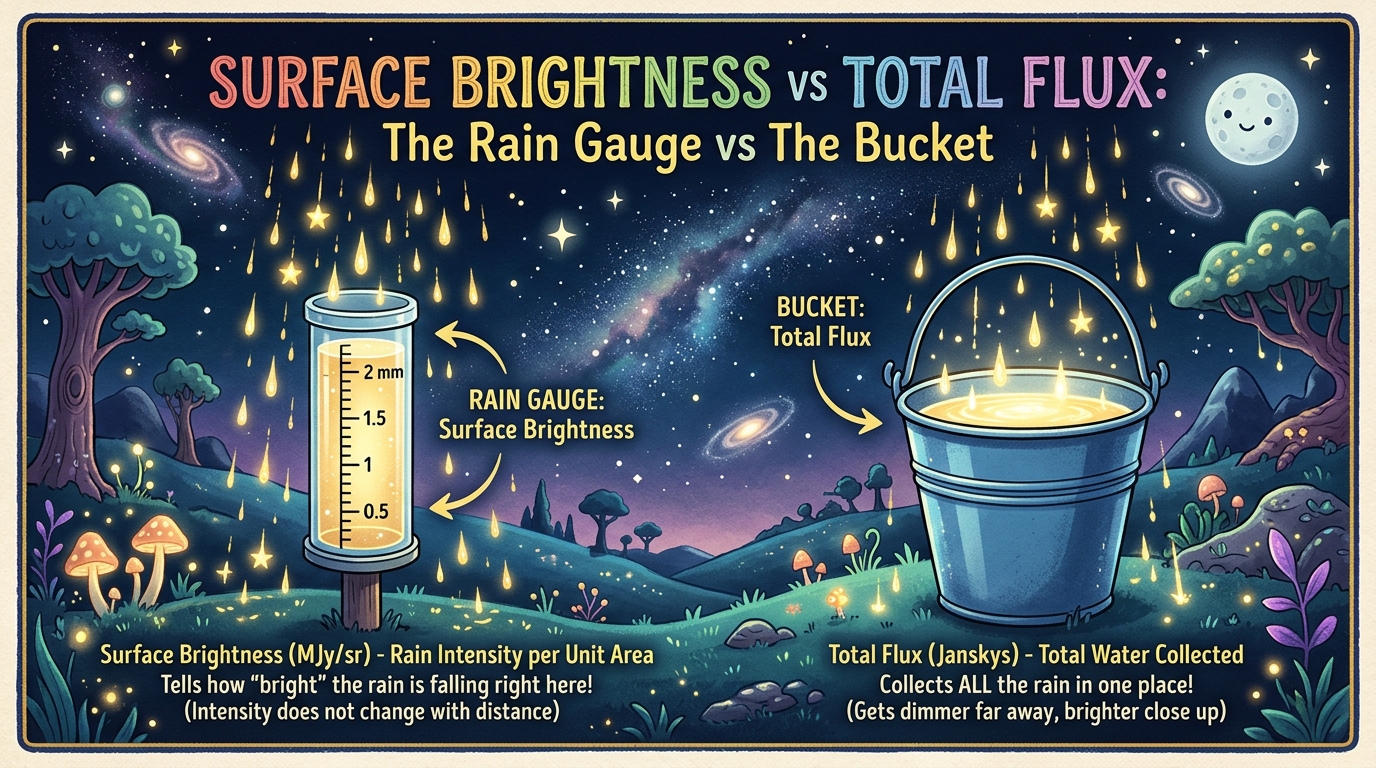 SURFACE BRIGHTNESS VS TOTAL FLUX:
The Rain Gauge vs The Bucket
2 mm
1.5
1
0.5
RAIN GAUGE:
Surface Brightness
BUCKET:
Total Flux
Surface Brightness (MJy/sr) - Rain Intensity per Unit Area
Tells how "bright" the rain is falling right here!
(Intensity does not change with distance)
Total Flux (Janskys) - Total Water Collected
Collects ALL the rain in one place!
(Gets dimmer far away, brighter close up)